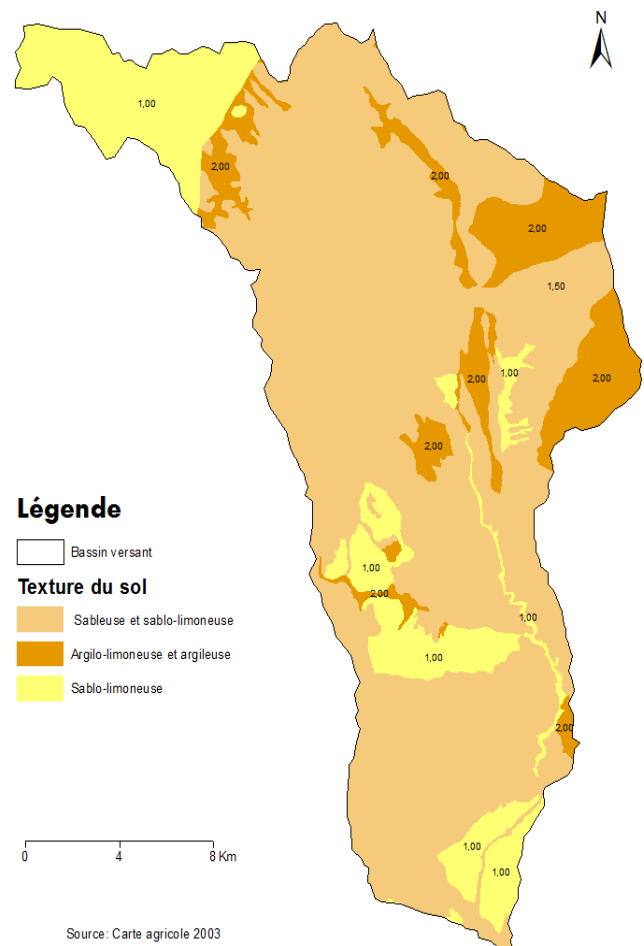 N
1,00
2,00
2,00
2,00
1,50
1,00
2,00
2,00
2,00
1,00
2,00
1,00
1,00
2,00
1,00
1,00
Légende
Bassin versant
Texture du sol
Sableuse et sablo-limoneuse
Argilo-limoneuse et argileuse
Sablo-limoneuse
0 4 8 Km
Source: Carte agricole 2003